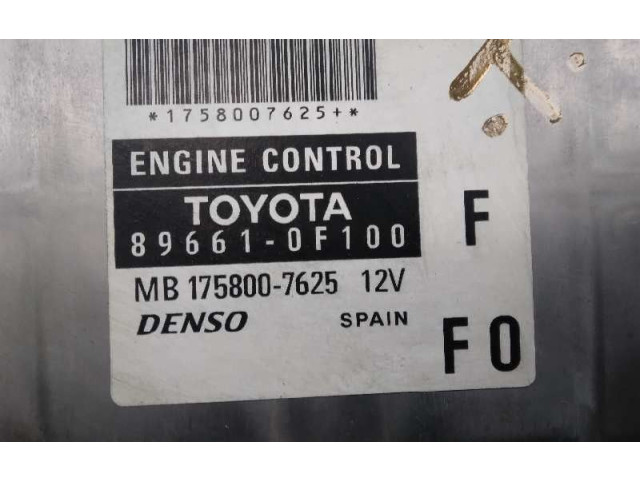 *1758007625+*
ENGINE CONTROL
TOYOTA
89661-0F100
F
MB 175800-7625 12V
DENSO SPAIN
F0